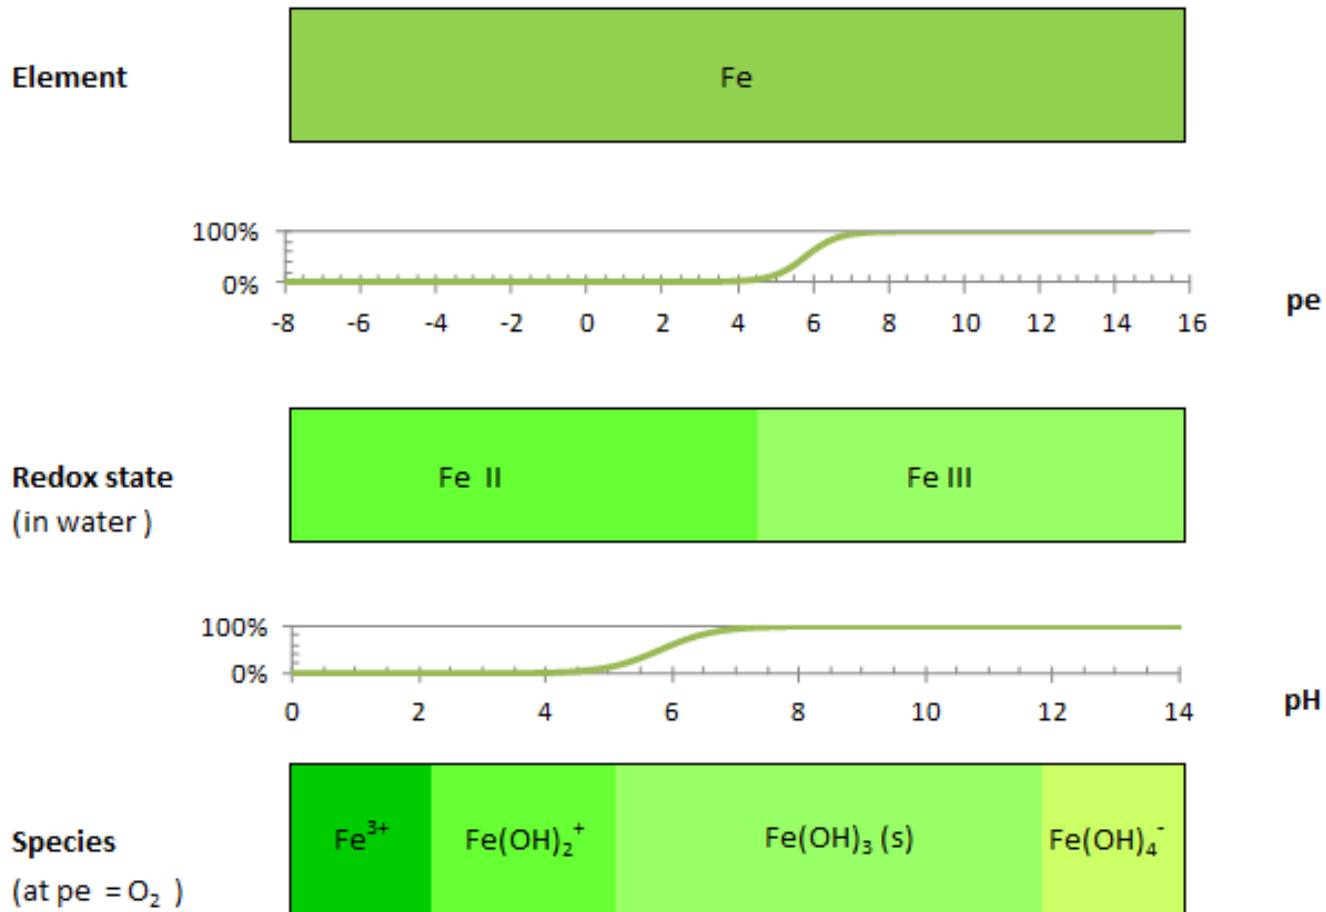 Element
Fe
100%
0%
-8 -6 -4 -2 0 2 4 6 8 10 12 14 16
pe
Redox state
(in water )
Fe II
Fe III
100%
0%
0 2 4 6 8 10 12 14
pH
Species
(at pe = O₂ )
Fe³⁺
Fe(OH)₂⁺
Fe(OH)₃ (s)
Fe(OH)₄⁻